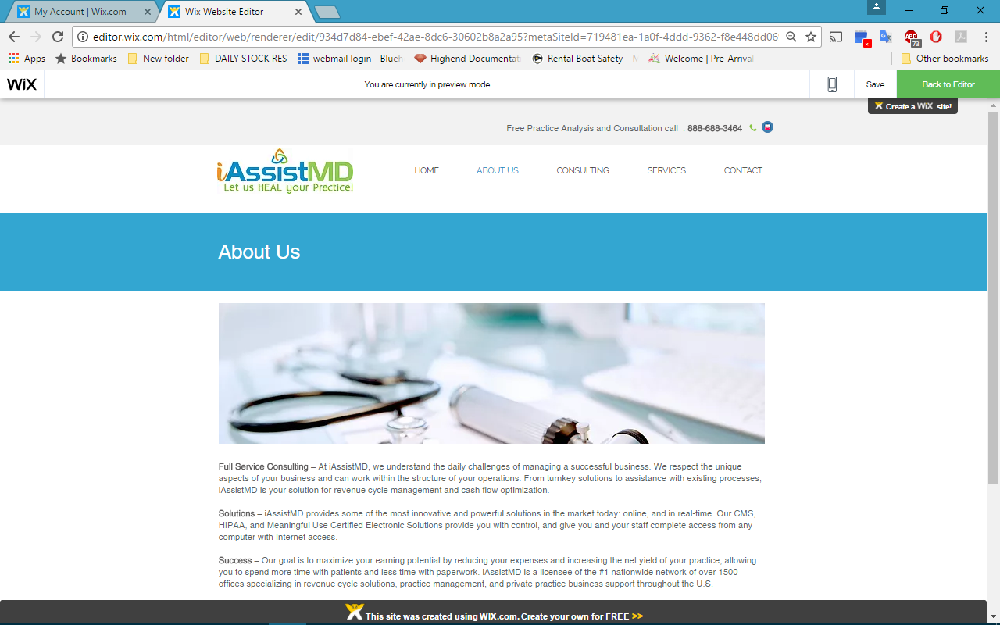 My Account | Wix.com
Wix Website Editor
editor.wix.com/html/editor/web/renderer/edit/934d7d84-ebef-42ae-8dc6-30602b8a2a95?metaSiteId=719481ea-1a0f-4ddd-9362-f8e448dd06
ABP
73
Apps
Bookmarks
New folder
DAILY STOCK RES
webmail login - Blueh
Highend Documentat
Rental Boat Safety –
Welcome | Pre-Arrival
Other bookmarks
WiX
You are currently in preview mode
Save
Back to Editor
Create a WiX site!
Free Practice Analysis and Consultation call : 888-688-3464
iAssistMD
Let us HEAL your Practice!
HOME
ABOUT US
CONSULTING
SERVICES
CONTACT
About Us
Full Service Consulting – At iAssistMD, we understand the daily challenges of managing a successful business. We respect the unique
aspects of your business and can work within the structure of your operations. From turnkey solutions to assistance with existing processes,
iAssistMD is your solution for revenue cycle management and cash flow optimization.
Solutions – iAssistMD provides some of the most innovative and powerful solutions in the market today: online, and in real-time. Our CMS,
HIPAA, and Meaningful Use Certified Electronic Solutions provide you with control, and give you and your staff complete access from any
computer with Internet access.
Success – Our goal is to maximize your earning potential by reducing your expenses and increasing the net yield of your practice, allowing
you to spend more time with patients and less time with paperwork. iAssistMD is a licensee of the #1 nationwide network of over 1500
offices specializing in revenue cycle solutions, practice management, and private practice business support throughout the U.S.
This site was created using WIX.com. Create your own for FREE >>